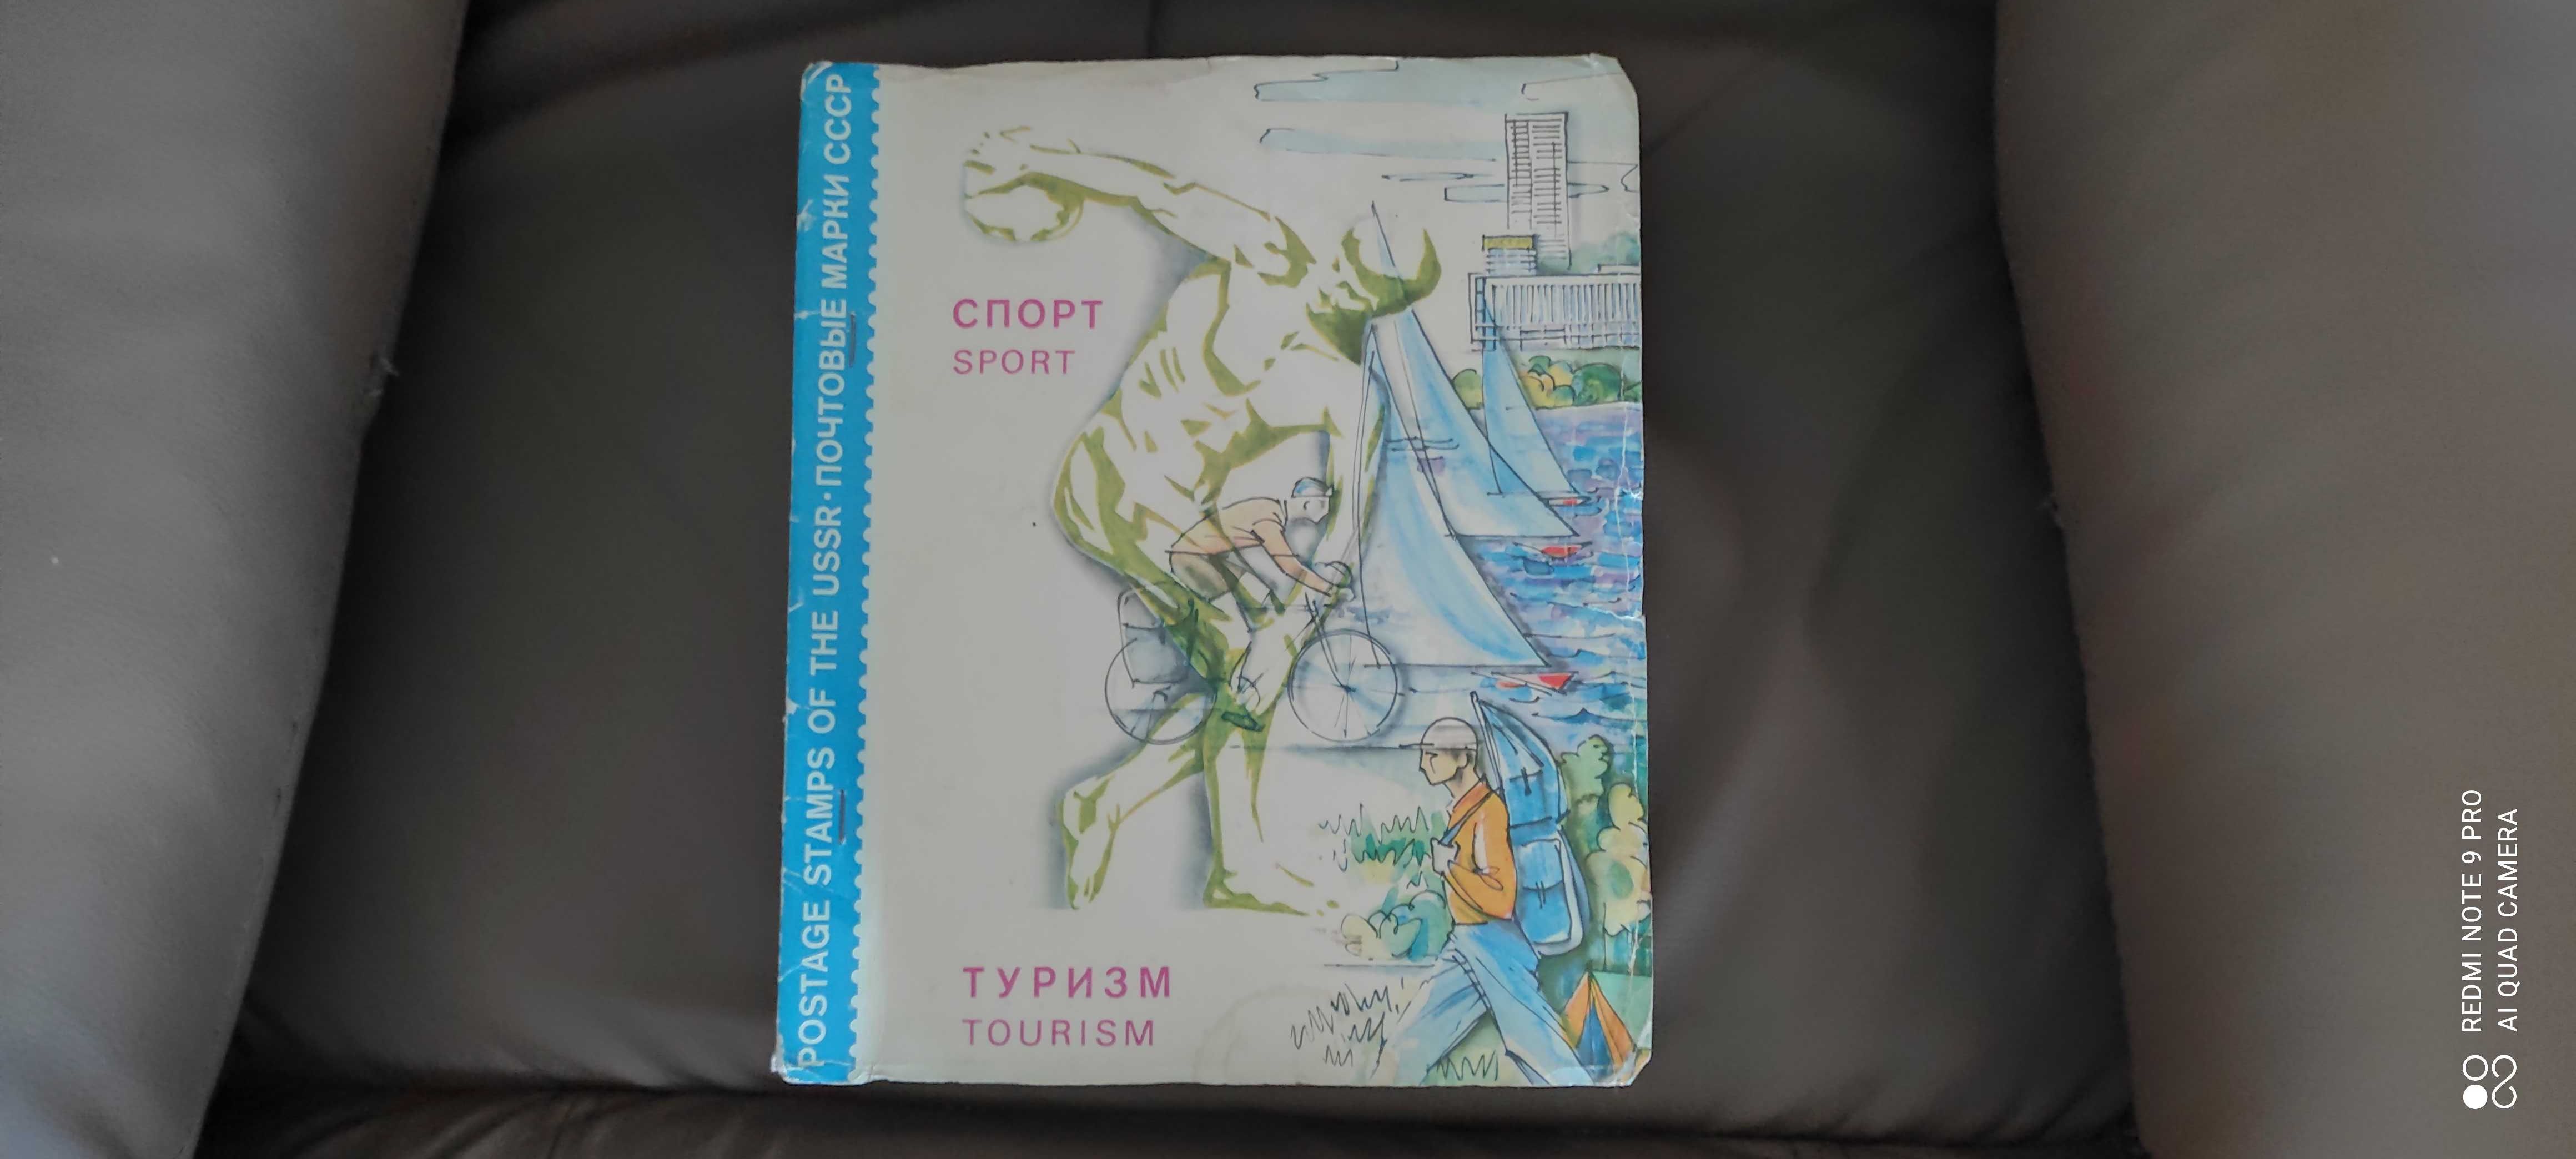 POSTAGE STAMPS OF THE USSR · ПОЧТОВЫЕ МАРКИ СССР
СПОРТ
SPORT
ТУРИЗМ
TOURISM
REDMI NOTE 9 PRO
AI QUAD CAMERA